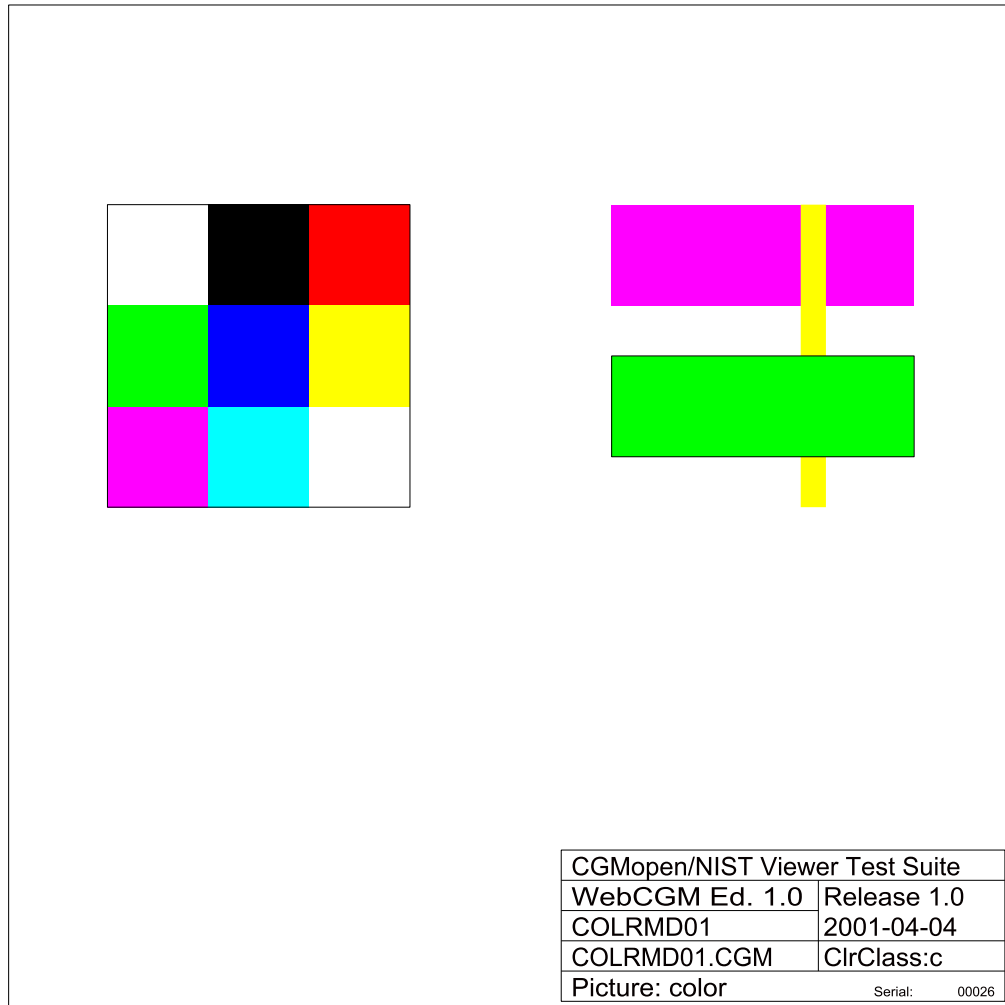 CGMopen/NIST Viewer Test Suite
WebCGM Ed. 1.0 Release 1.0
COLRMD01 2001-04-04
COLRMD01.CGM ClrClass:c
Picture: color Serial: 00026